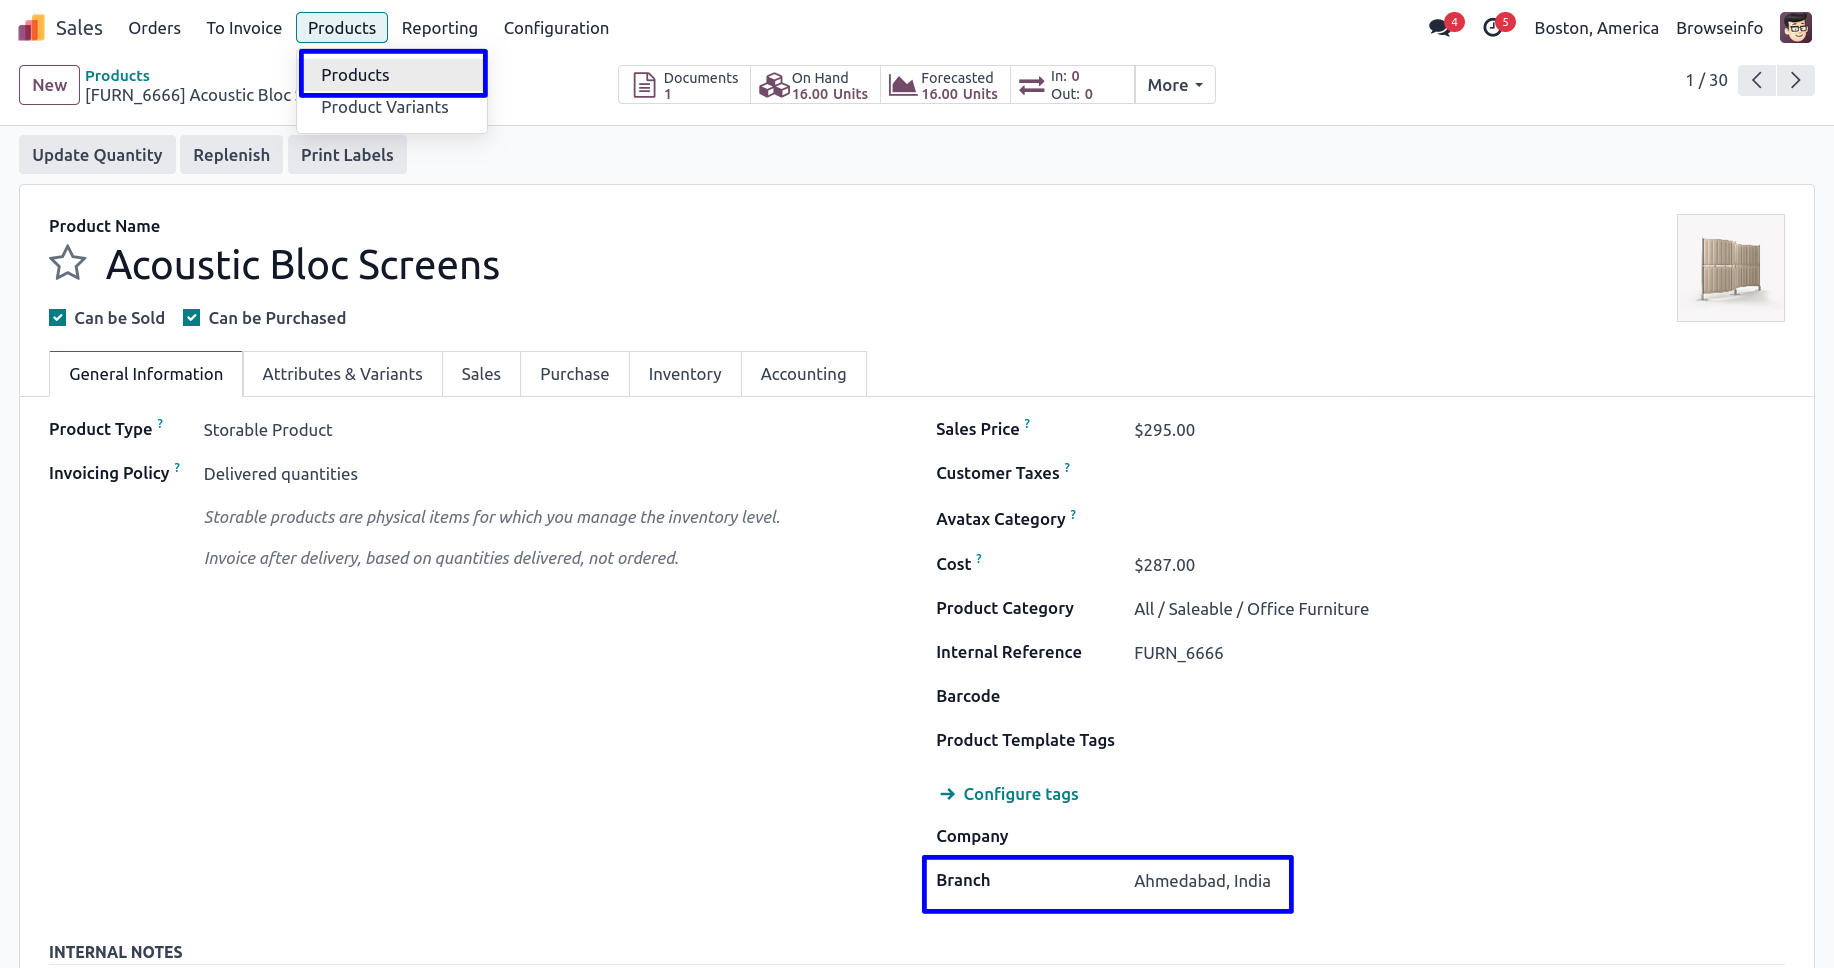 Sales Orders To Invoice Products Reporting Configuration 4 5 Boston, America Browseinfo
Products
Product Variants
New
Products
[FURN_6666] Acoustic Bloc
Documents
1
On Hand
16.00 Units
Forecasted
16.00 Units
In: 0
Out: 0
More
1 / 30
Update Quantity Replenish Print Labels
Product Name
Acoustic Bloc Screens
Can be Sold Can be Purchased
General Information Attributes & Variants Sales Purchase Inventory Accounting
Product Type ? Storable Product
Invoicing Policy ? Delivered quantities
Storable products are physical items for which you manage the inventory level.
Invoice after delivery, based on quantities delivered, not ordered.
Sales Price ? $295.00
Customer Taxes ?
Avatax Category ?
Cost ? $287.00
Product Category All / Saleable / Office Furniture
Internal Reference FURN_6666
Barcode
Product Template Tags
Configure tags
Company
Branch Ahmedabad, India
INTERNAL NOTES